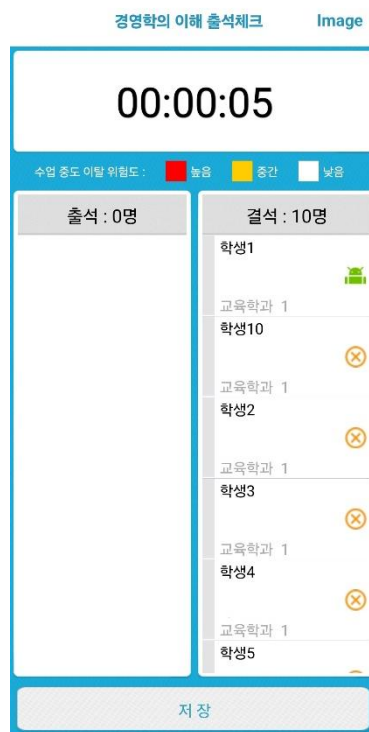 경영학의 이해 출석체크 Image
00:00:05
수업 중도 이탈 위험도 : 높음 중간 낮음
출석 : 0명
결석 : 10명
학생1
교육학과 1
학생10
교육학과 1
학생2
교육학과 1
학생3
교육학과 1
학생4
교육학과 1
학생5
저장